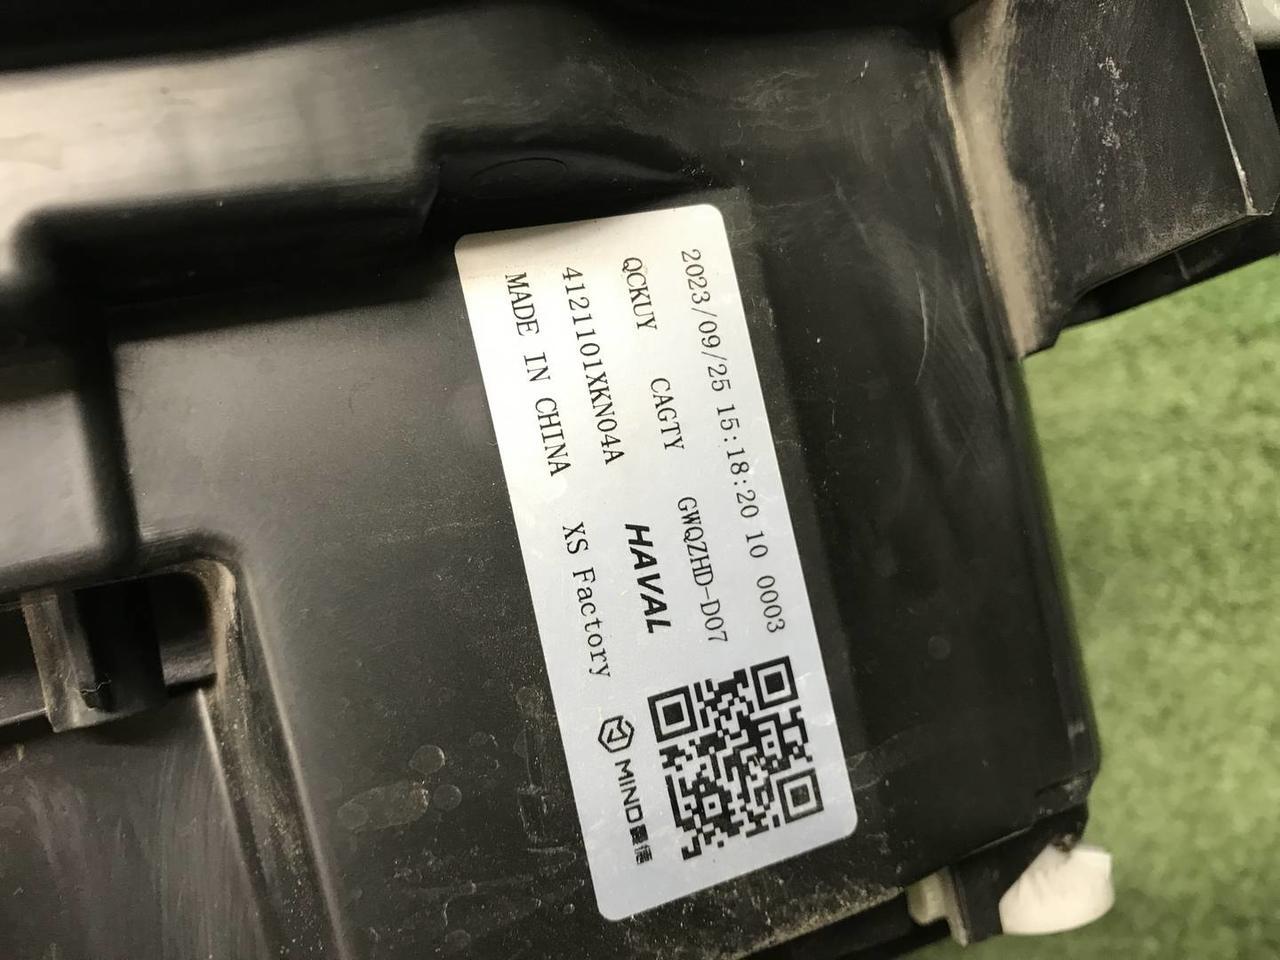 2023/09/25 15:18:20 10 0003
QCKUY CAGTY GWQZHD-D07
4121101XKN04A HAVAL
MADE IN CHINA XS Factory MIND